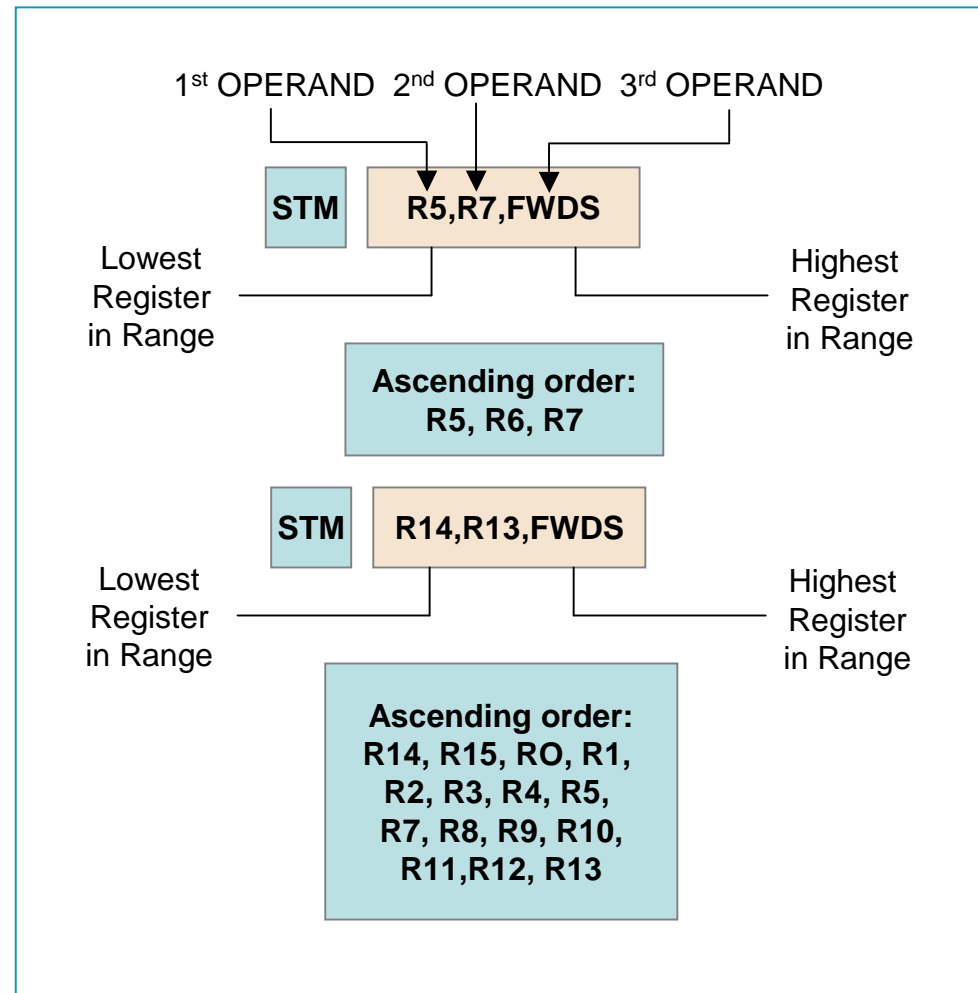 1st OPERAND 2nd OPERAND 3rd OPERAND
STM
R5,R7,FWDS
Lowest
Register
in Range
Highest
Register
in Range
Ascending order:
R5, R6, R7
STM
R14,R13,FWDS
Lowest
Register
in Range
Highest
Register
in Range
Ascending order:
R14, R15, RO, R1,
R2, R3, R4, R5,
R7, R8, R9, R10,
R11,R12, R13